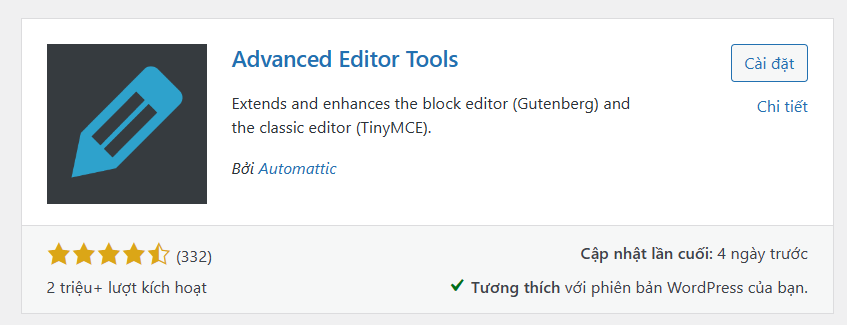 Advanced Editor Tools
Cài đặt
Extends and enhances the block editor (Gutenberg) and
the classic editor (TinyMCE).
Chi tiết
Bởi Automattic
(332)
Cập nhật lần cuối: 4 ngày trước
2 triệu+ lượt kích hoạt
Tương thích với phiên bản WordPress của bạn.